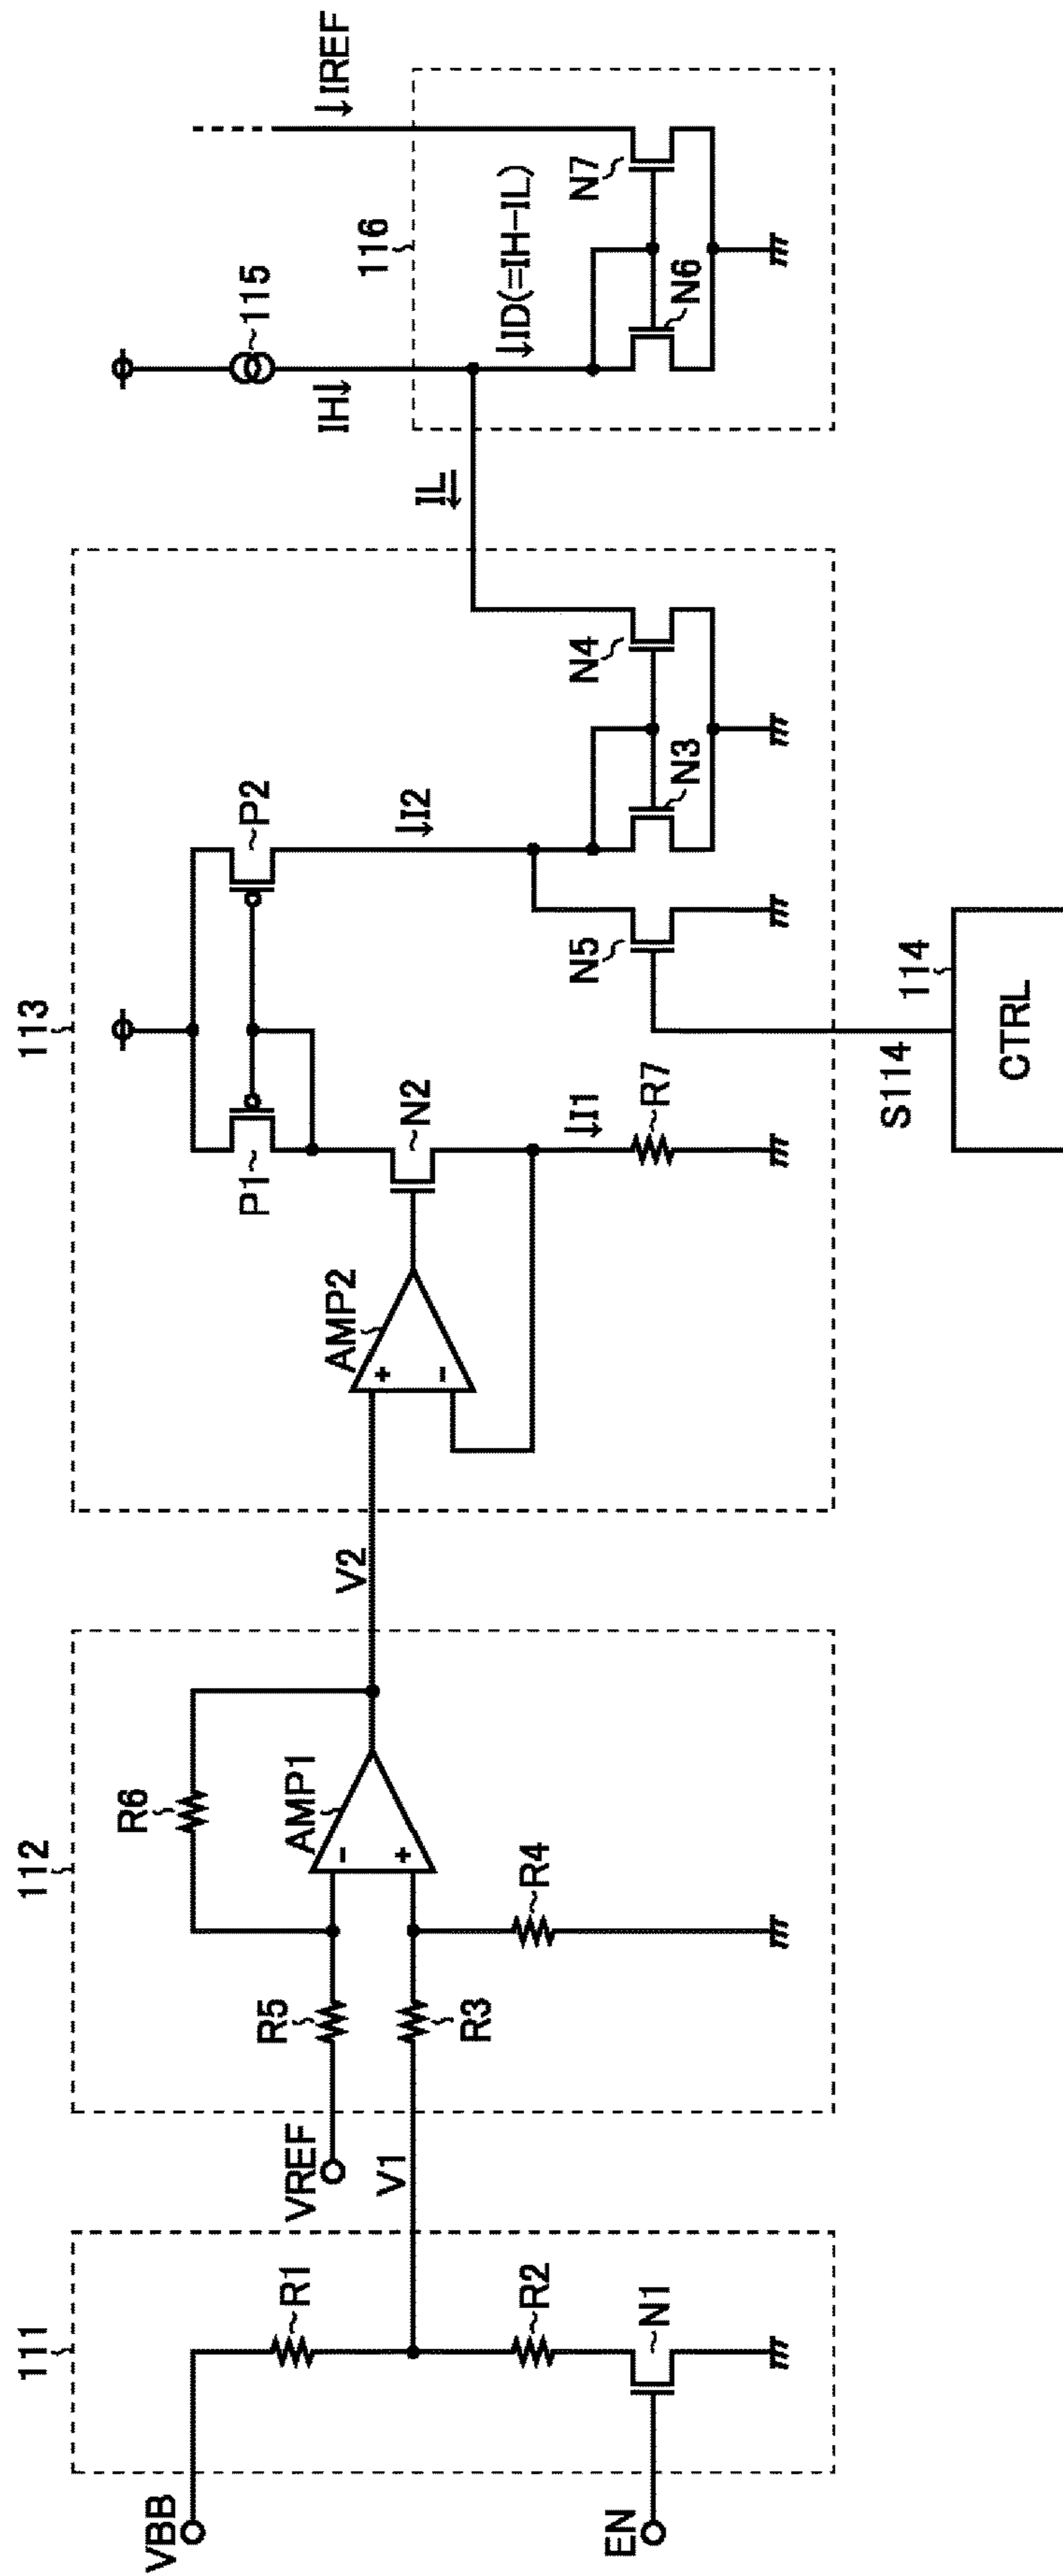 111
VBB
R1
R2
N1
EN
V1
VREF
112
R5
R3
R6
AMP1
R4
V2
113
AMP2
P1
N2
↓I1
R7
P2
↓I2
N5
N3
N4
S114
114
CTRL
IL
115
IH↓
116
↓ID(=IH-IL)
N6
N7
↓IREF